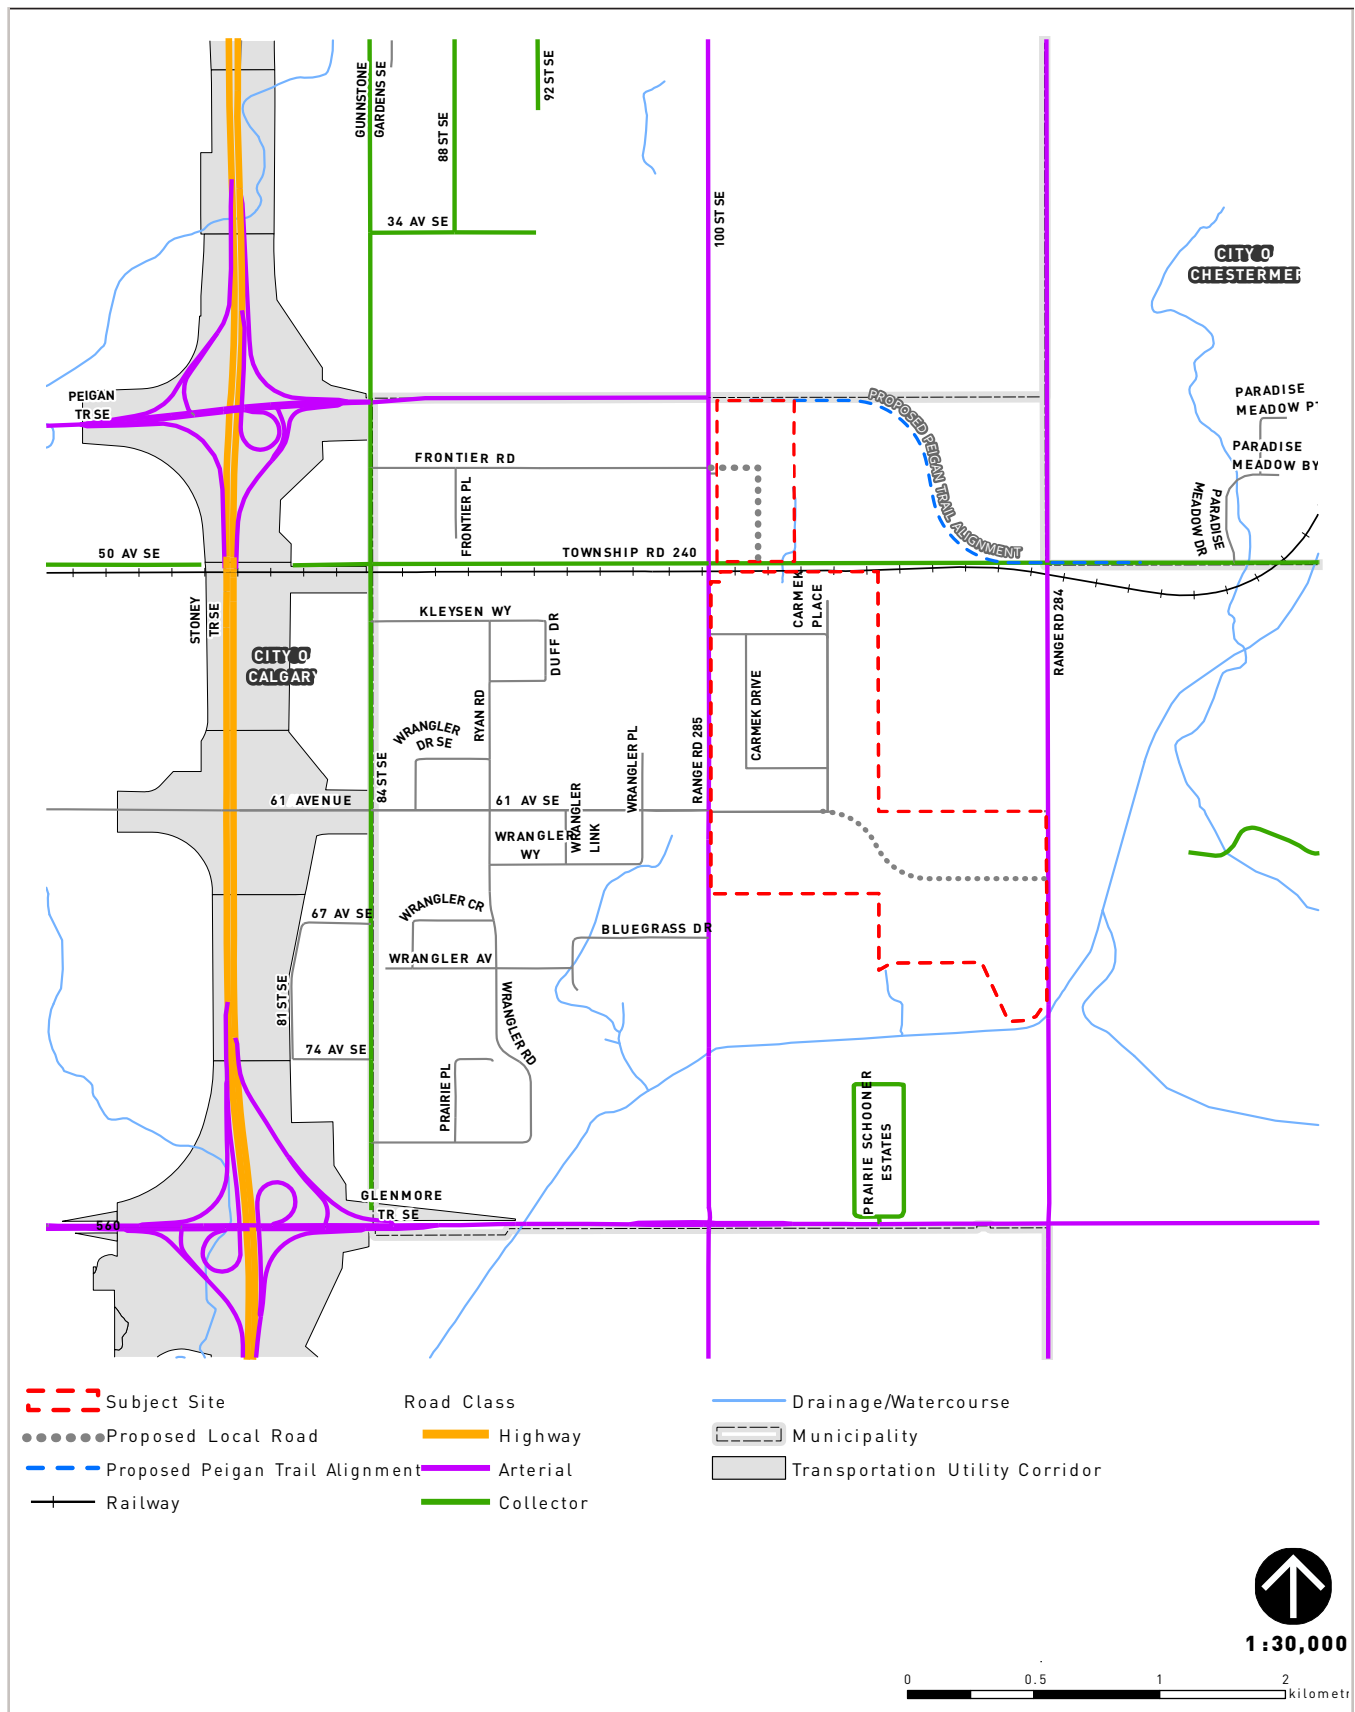 GUNNSTONE
GARDENS SE
88 ST SE
92 ST SE
34 AV SE
100 ST SE
CITY O
CHESTERME
PEIGAN
TR SE
PROPOSED PEIGAN TRAIL ALIGNMENT
PARADISE
MEADOW P
PARADISE
MEADOW BY
PARADISE
MEADOW DR
FRONTIER RD
FRONTIER PL
50 AV SE
TOWNSHIP RD 240
STONEY
TR SE
CITY O
CALGAR
KLEYSEN WY
DUFF DR
CARMEK
PLACE
RANGE RD 284
RYAN RD
WRANGLER
DR SE
WRANGLER PL
RANGE RD 285
CARMEK DRIVE
84 ST SE
61 AVENUE
61 AV SE
WRANGLER
LINK
WRANGLER
WY
WRANGLER CR
67 AV SE
BLUEGRASS DR
WRANGLER AV
81 ST SE
WRANGLER RD
74 AV SE
PRAIRIE PL
PRAIRIE SCHOONER
ESTATES
GLENMORE
TR SE
560
Subject Site
Proposed Local Road
Proposed Peigan Trail Alignment
Railway
Road Class
Highway
Arterial
Collector
Drainage/Watercourse
Municipality
Transportation Utility Corridor
1:30,000
0 0.5 1 2
kilomet